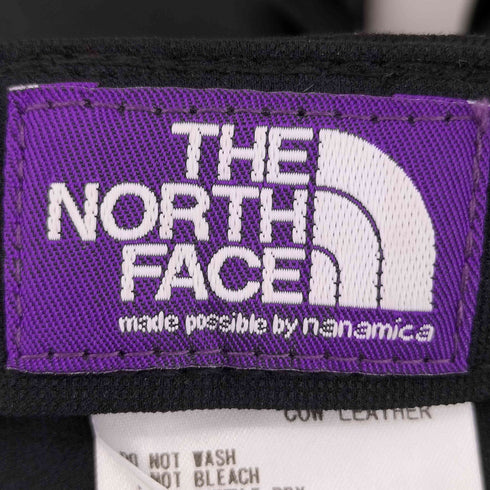 THE
NORTH
FACE
made possible by nanamica
COW LEATHER
DO NOT WASH
NOT BLEACH